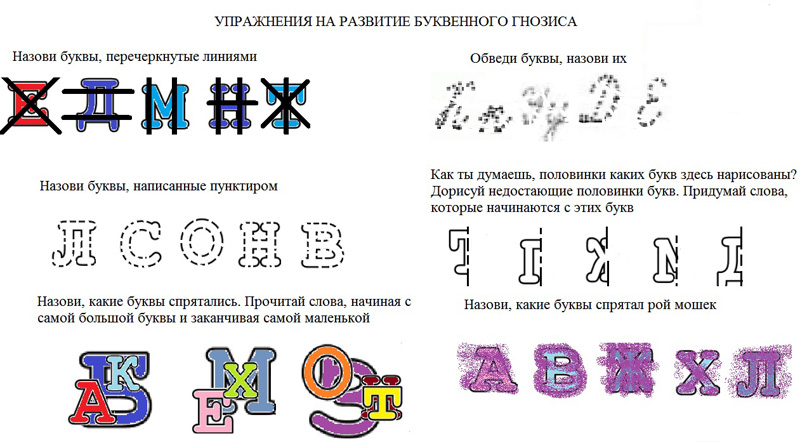 УПРАЖНЕНИЯ НА РАЗВИТИЕ БУКВЕННОГО ГНОЗИСА
Назови буквы, перечеркнутые линиями
Е Л М Н Т
Обведи буквы, назови их
Назови буквы, написанные пунктиром
Л С О Н В
Как ты думаешь, половинки каких букв здесь нарисованы?
Дорисуй недостающие половинки букв. Придумай слова,
которые начинаются с этих букв
Назови, какие буквы спрятались. Прочитай слова, начиная с
самой большой буквы и заканчивая самой маленькой
Б А К
М Е Х
Э О Т
Назови, какие буквы спрятал рой мошек
А В Ж Х Л